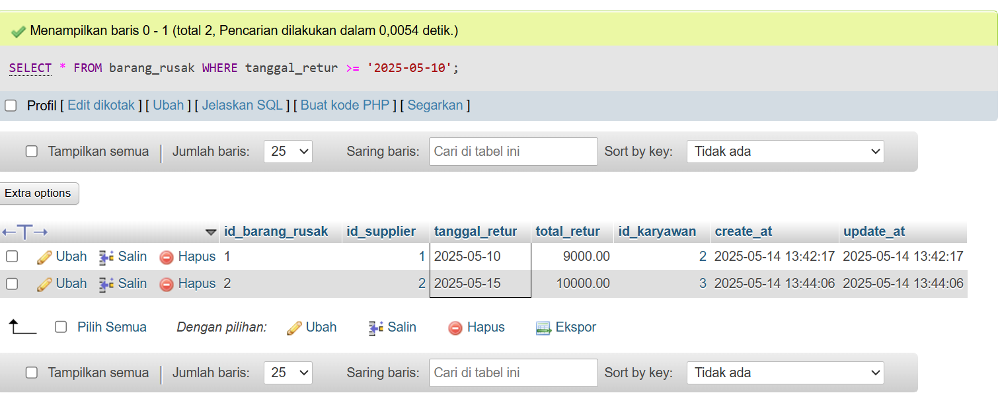 Menampilkan baris 0 - 1 (total 2, Pencarian dilakukan dalam 0,0054 detik.)
SELECT * FROM barang_rusak WHERE tanggal_retur >= '2025-05-10';
Profil [ Edit dikotak ] [ Ubah ] [ Jelaskan SQL ] [ Buat kode PHP ] [ Segarkan ]
Tampilkan semua Jumlah baris: 25 Saring baris: Cari di tabel ini Sort by key: Tidak ada
Extra options
id_barang_rusak id_supplier tanggal_retur total_retur id_karyawan create_at update_at
Ubah Salin Hapus 1 1 2025-05-10 9000.00 2 2025-05-14 13:42:17 2025-05-14 13:42:17
Ubah Salin Hapus 2 2 2025-05-15 10000.00 3 2025-05-14 13:44:06 2025-05-14 13:44:06
Pilih Semua Dengan pilihan: Ubah Salin Hapus Ekspor
Tampilkan semua Jumlah baris: 25 Saring baris: Cari di tabel ini Sort by key: Tidak ada